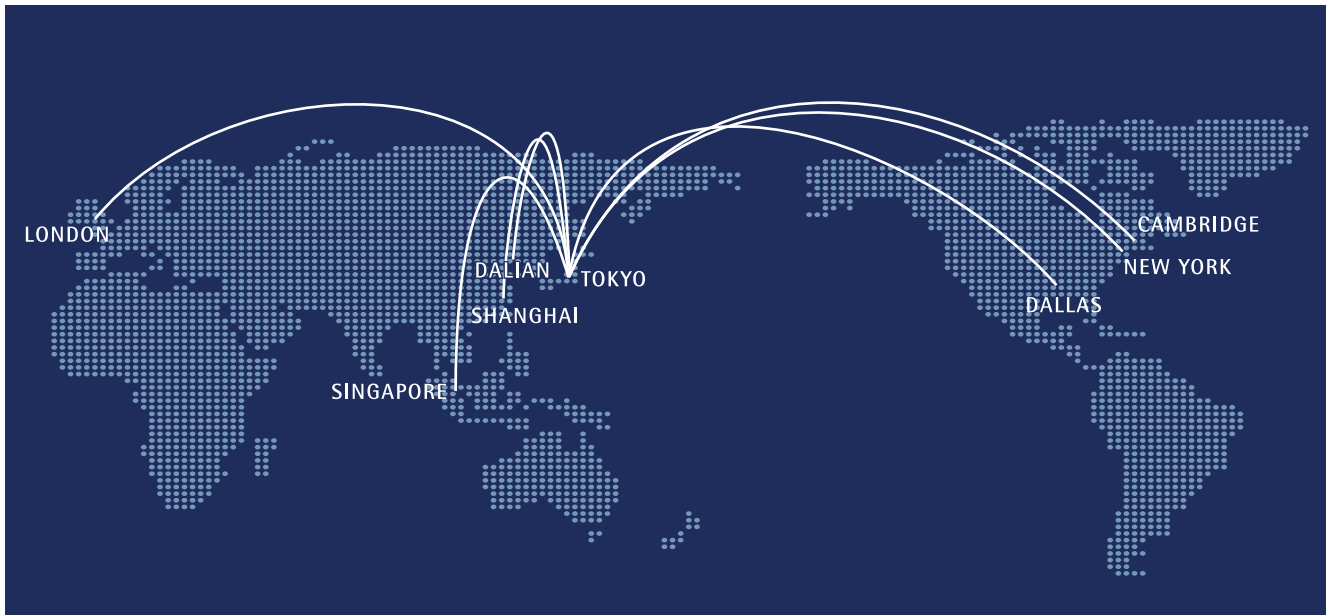 LONDON
CAMBRIDGE
NEW YORK
DALIAN
TOKYO
DALLAS
SHANGHAI
SINGAPORE